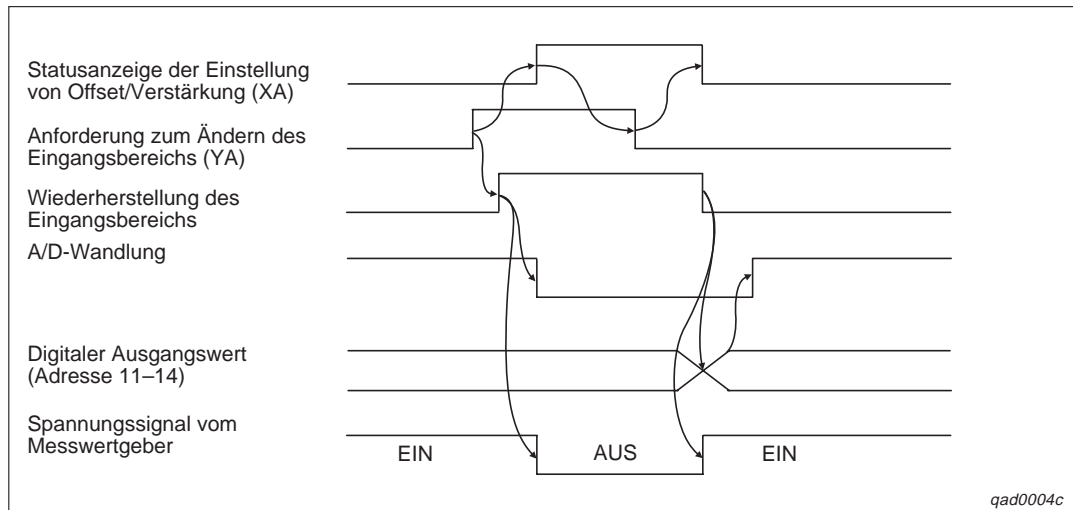 Statusanzeige der Einstellung
von Offset/Verstärkung (XA)
Anforderung zum Ändern des
Eingangsbereichs (YA)
Wiederherstellung des
Eingangsbereichs
A/D-Wandlung
Digitaler Ausgangswert
(Adresse 11–14)
Spannungssignal vom
Messwertgeber
EIN AUS EIN
qad0004c